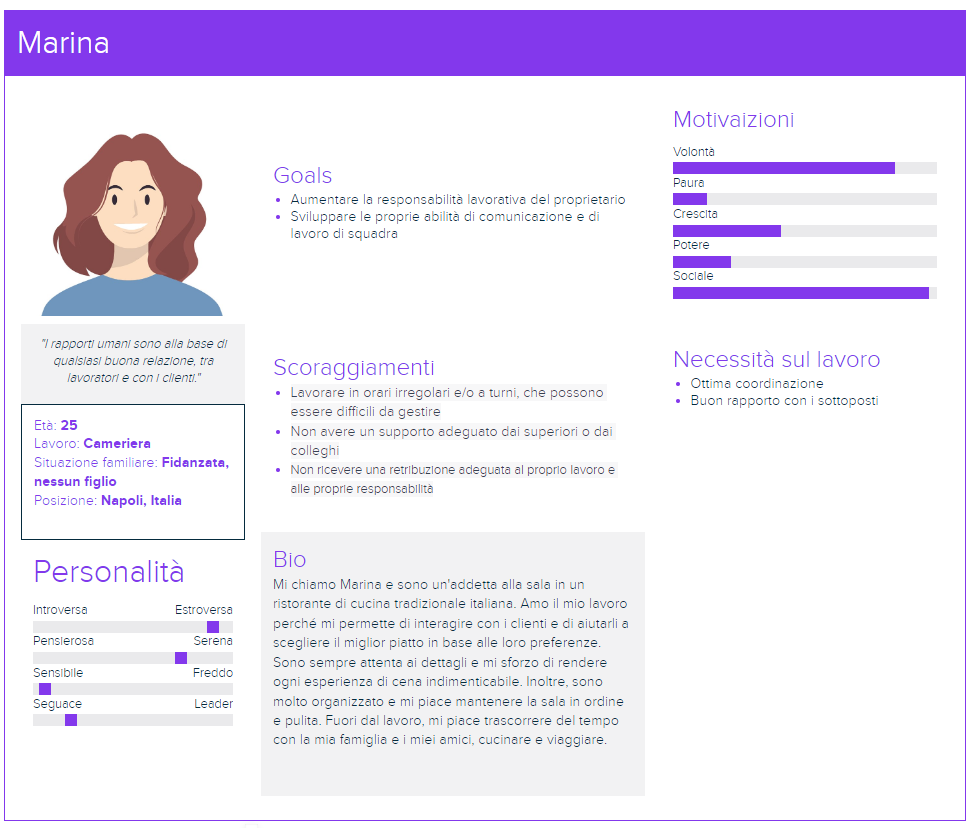 Marina
"I rapporti umani sono alla base di
qualsiasi buona relazione, tra
lavoratori e con i clienti."
Età: 25
Lavoro: Cameriera
Situazione familiare: Fidanzata,
nessun figlio
Posizione: Napoli, Italia
Personalità
Introversa Estroversa
Pensierosa Serena
Sensibile Freddo
Seguace Leader
Goals
Aumentare la responsabilità lavorativa del proprietario
Sviluppare le proprie abilità di comunicazione e di
lavoro di squadra
Scoraggiamenti
Lavorare in orari irregolari e/o a turni, che possono
essere difficili da gestire
Non avere un supporto adeguato dai superiori o dai
colleghi
Non ricevere una retribuzione adeguata al proprio lavoro e
alle proprie responsabilità
Bio
Mi chiamo Marina e sono un'addetta alla sala in un
ristorante di cucina tradizionale italiana. Amo il mio lavoro
perché mi permette di interagire con i clienti e di aiutarli a
scegliere il miglior piatto in base alle loro preferenze.
Sono sempre attenta ai dettagli e mi sforzo di rendere
ogni esperienza di cena indimenticabile. Inoltre, sono
molto organizzato e mi piace mantenere la sala in ordine
e pulita. Fuori dal lavoro, mi piace trascorrere del tempo
con la mia famiglia e i miei amici, cucinare e viaggiare.
Motivaizioni
Volontà
Paura
Crescita
Potere
Sociale
Necessità sul lavoro
Ottima coordinazione
Buon rapporto con i sottoposti